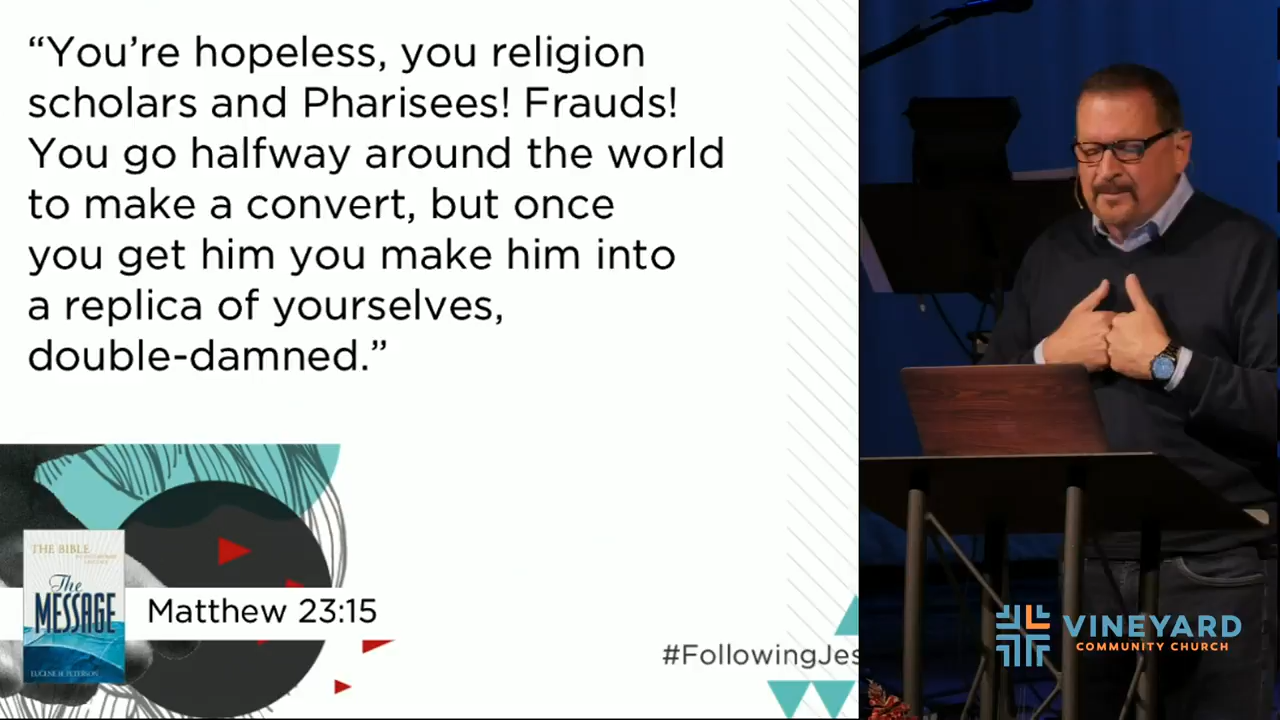 “You’re hopeless, you religion
scholars and Pharisees! Frauds!
You go halfway around the world
to make a convert, but once
you get him you make him into
a replica of yourselves,
double-damned.”
THE BIBLE
The
MESSAGE
EUGENE H. PETERSON
Matthew 23:15
#FollowingJes
VINEYARD
COMMUNITY CHURCH